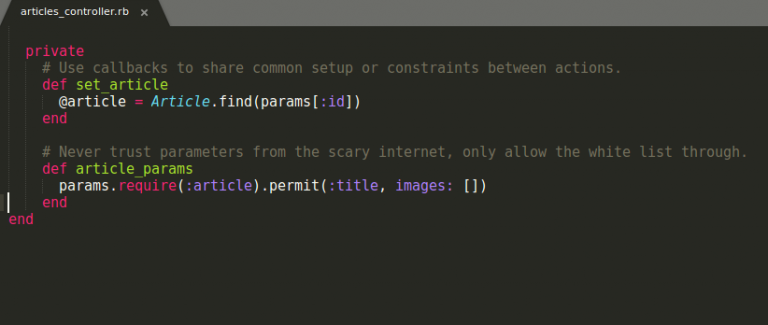 articles_controller.rb ×
private
# Use callbacks to share common setup or constraints between actions.
def set_article
@article = Article.find(params[:id])
end
# Never trust parameters from the scary internet, only allow the white list through.
def article_params
params.require(:article).permit(:title, images: [])
end
end